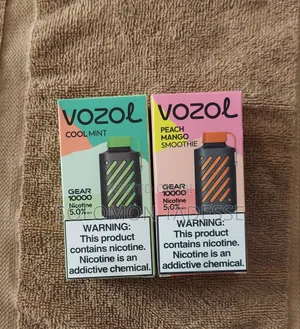 VOZOL
COOL MINT
GEAR
10000
Nicotine
5.0%
WARNING:
This product
contains nicotine.
Nicotine is an
addictive chemical.
VOZOL
PEACH
MANGO
SMOOTHIE
GEAR
10000
Nicotine
5.0%
WARNING:
This product
contains nicotine.
Nicotine is an
addictive chemical.